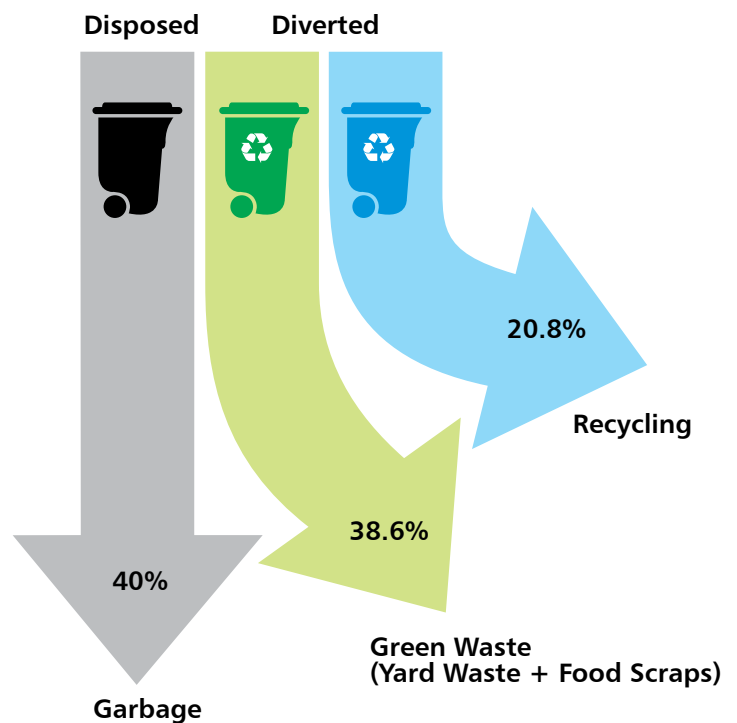 Disposed
Diverted
20.8%
Recycling
38.6%
40%
Green Waste
(Yard Waste + Food Scraps)
Garbage